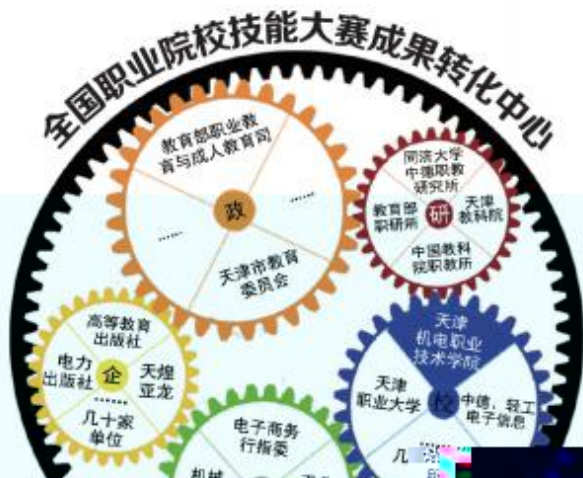 全国职业院校技能大赛成果转化中心
教育部职业教
育与成人教育司
政
……
……
天津市教育
委员会
同济大学
中德职教
研究所
教育部
职研所
研
天津
教科院
中国教科
院职教所
高等教育
出版社
电力
出版社
企
天煌
亚龙
……
几十家
单位
天津
机电职业
技术学院
天津
职业大学
校
中德，轻工
电子信息
……
几
电子商务
行指委
机械